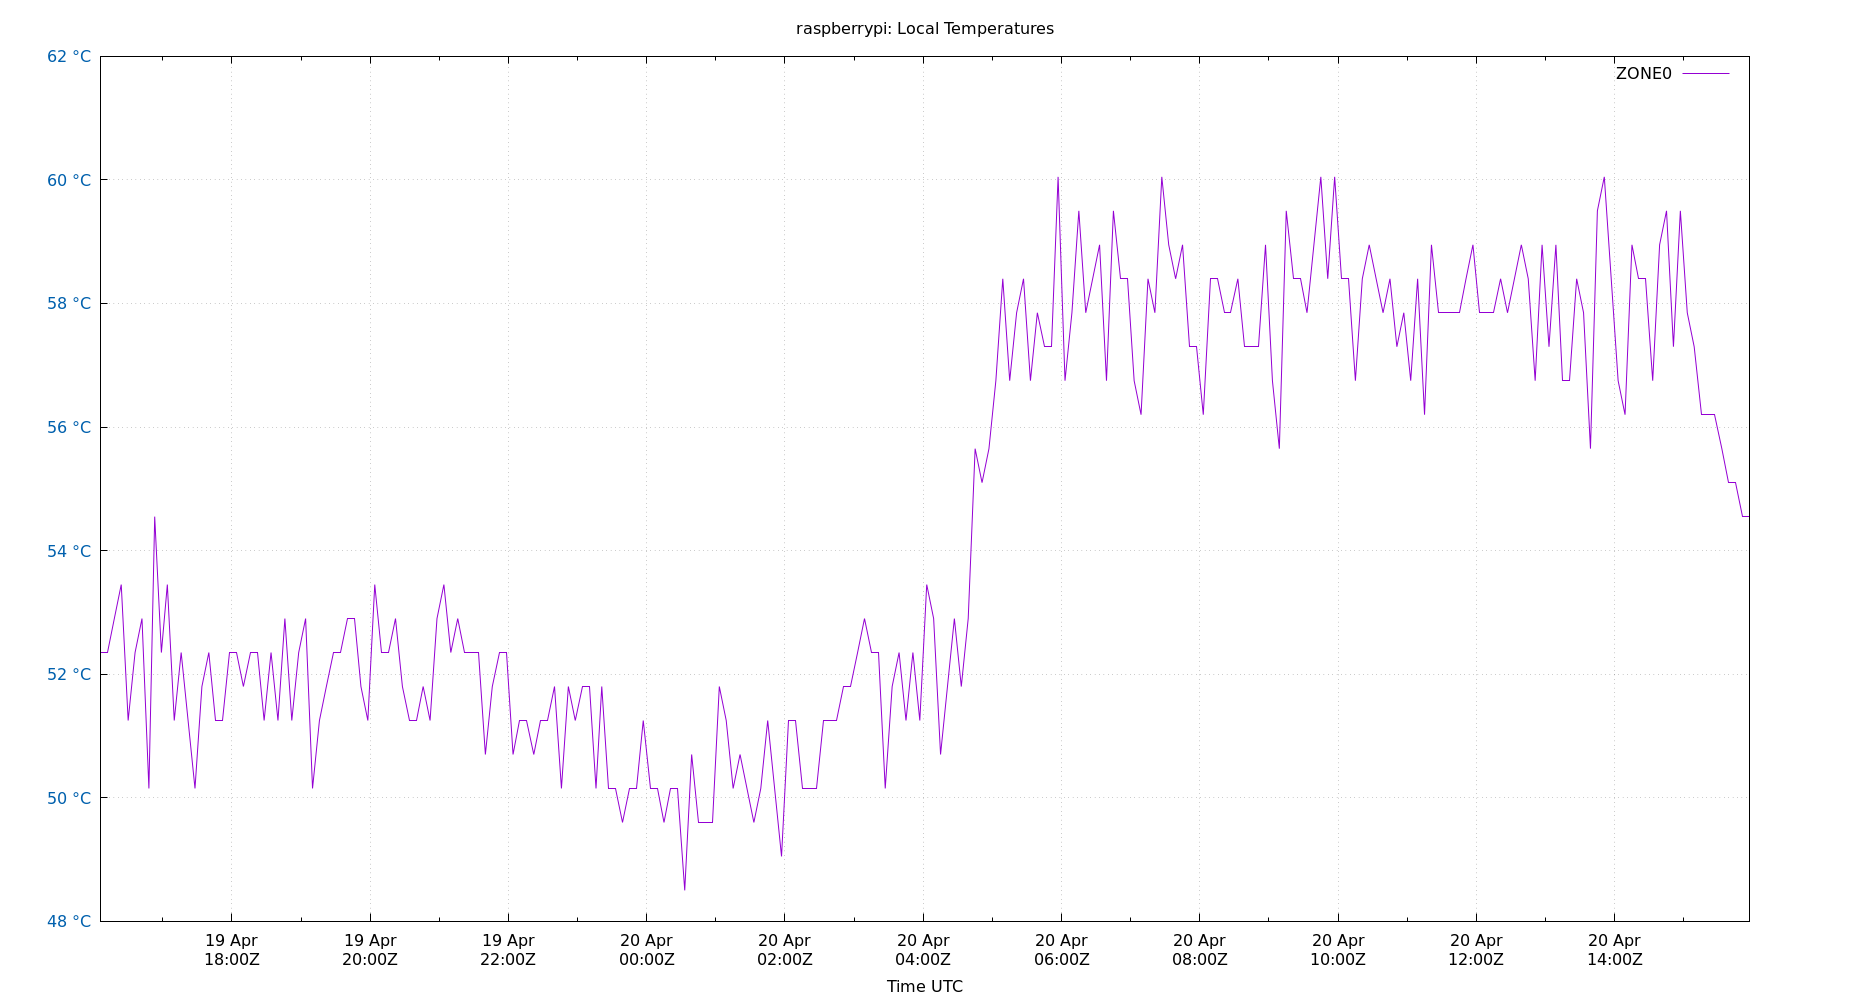 raspberrypi: Local Temperatures
ZONE0
62 °C
60 °C
58 °C
56 °C
54 °C
52 °C
50 °C
48 °C
19 Apr
18:00Z
19 Apr
20:00Z
19 Apr
22:00Z
20 Apr
00:00Z
20 Apr
02:00Z
20 Apr
04:00Z
20 Apr
06:00Z
20 Apr
08:00Z
20 Apr
10:00Z
20 Apr
12:00Z
20 Apr
14:00Z
Time UTC